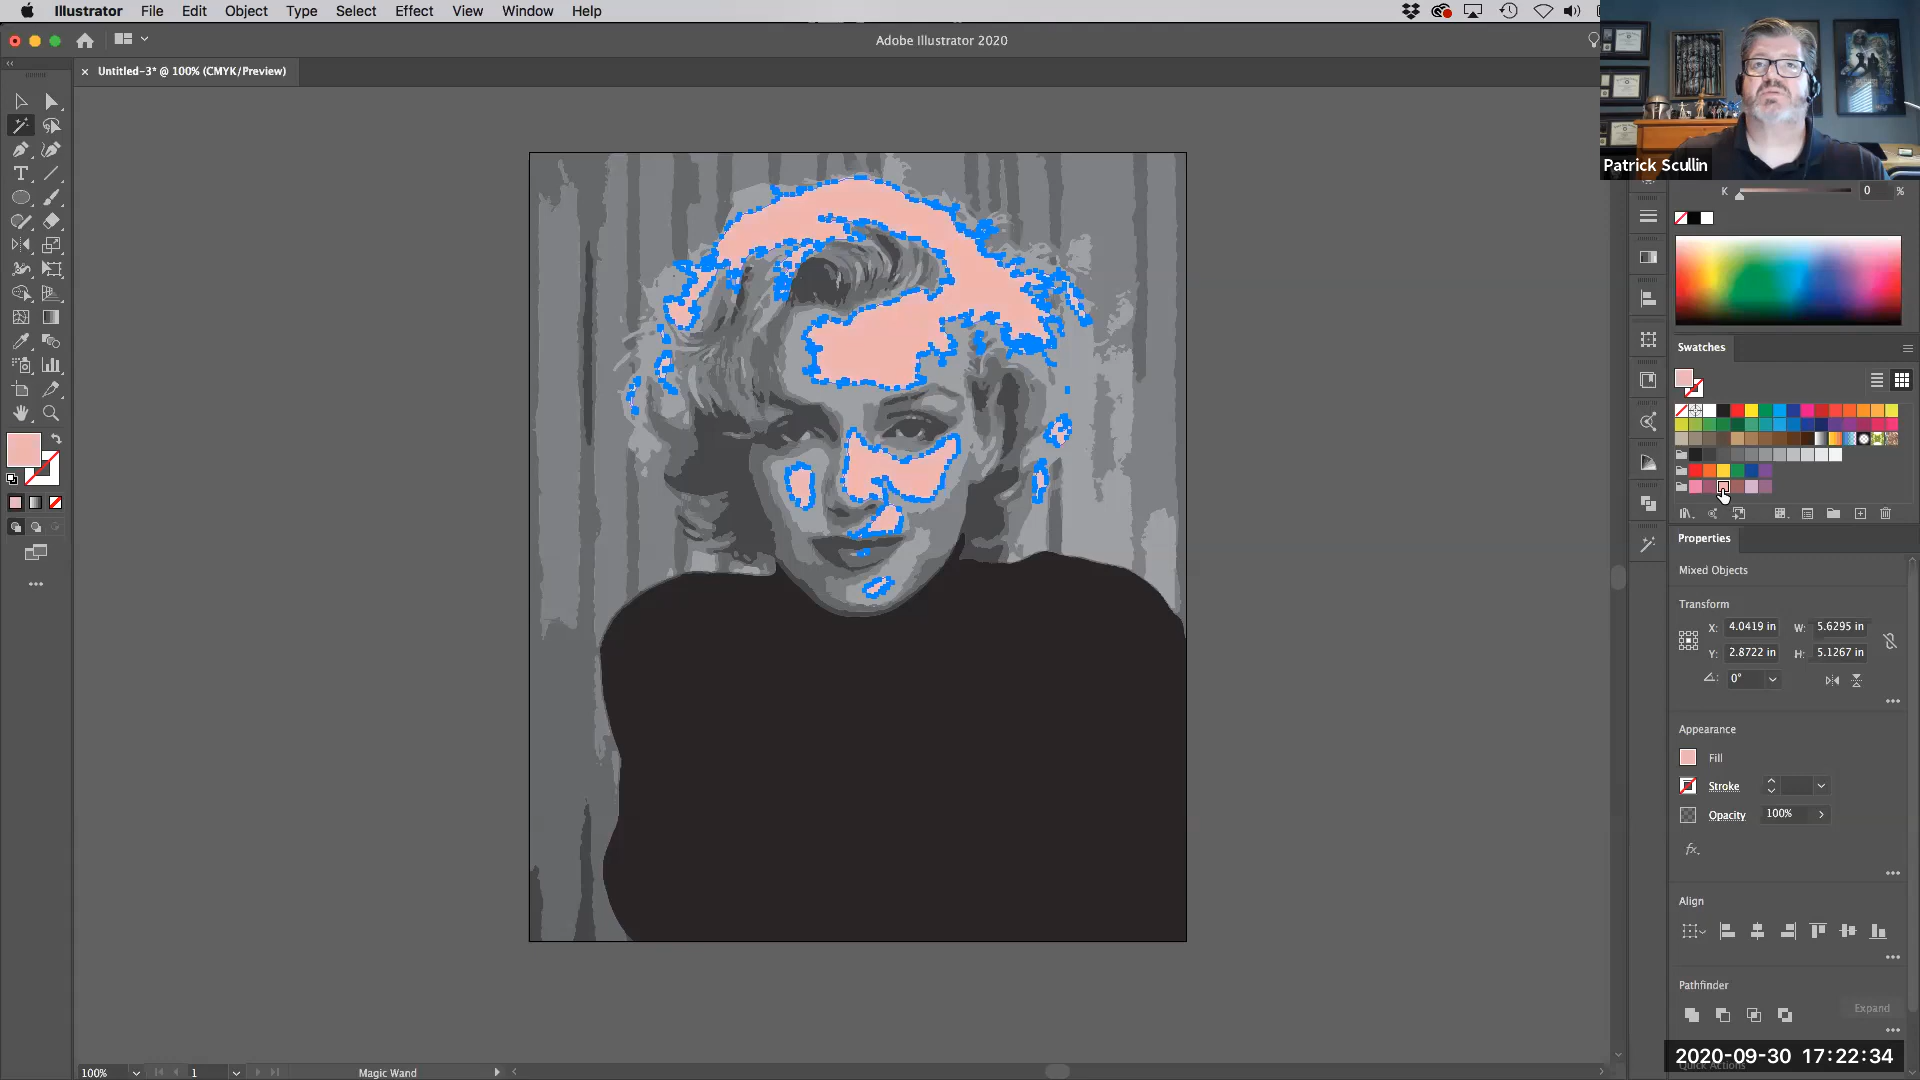 Illustrator File Edit Object Type Select Effect View Window Help
Adobe Illustrator 2020
× Untitled-3* @ 100% (CMYK/Preview)
Patrick Scullin
K 0 %
Swatches
Properties
Mixed Objects
Transform
X: 4.0419 in W: 5.6295 in
Y: 2.8722 in H: 5.1267 in
0°
Appearance
Fill
Stroke
Opacity 100%
fx.
Align
Pathfinder
Expand
2020-09-30 17:22:34
Quick Actions
100% 1 Magic Wand